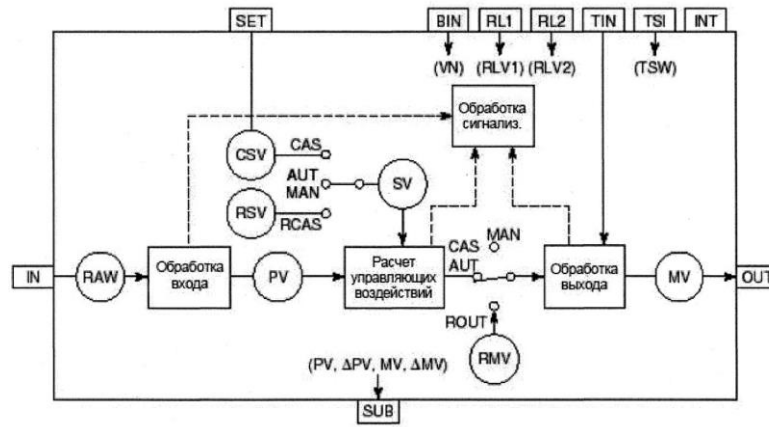 SET BIN RL1 RL2 TIN TSI INT
(VN) (RLV1) (RLV2) (TSW)
Обработка
сигнализ.
CSV CAS
AUT
MAN
SV
RSV RCAS
MAN
CAS
AUT
IN RAW
Обработка
входа
PV
Расчет
управляющих
воздействий
Обработка
выхода
MV OUT
ROUT
RMV
(PV, ΔPV, MV, ΔMV)
SUB